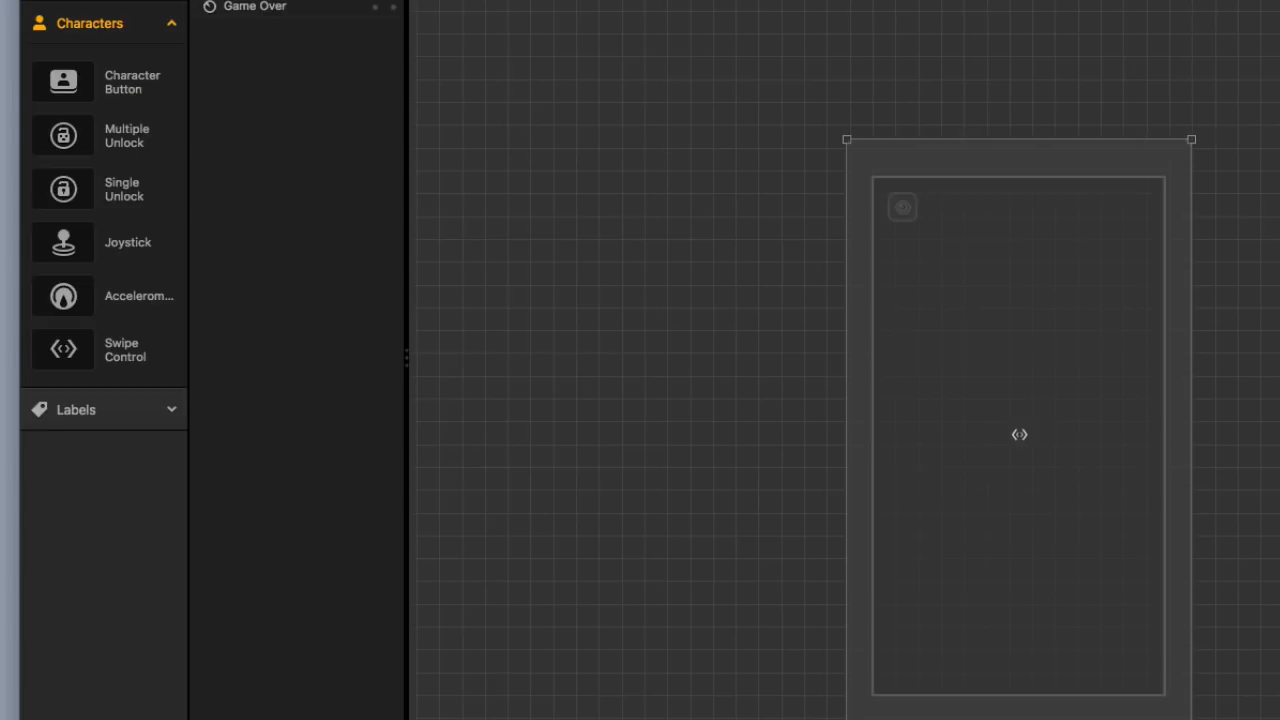 Characters
Game Over
Character
Button
Multiple
Unlock
Single
Unlock
Joystick
Accelerom...
Swipe
Control
Labels